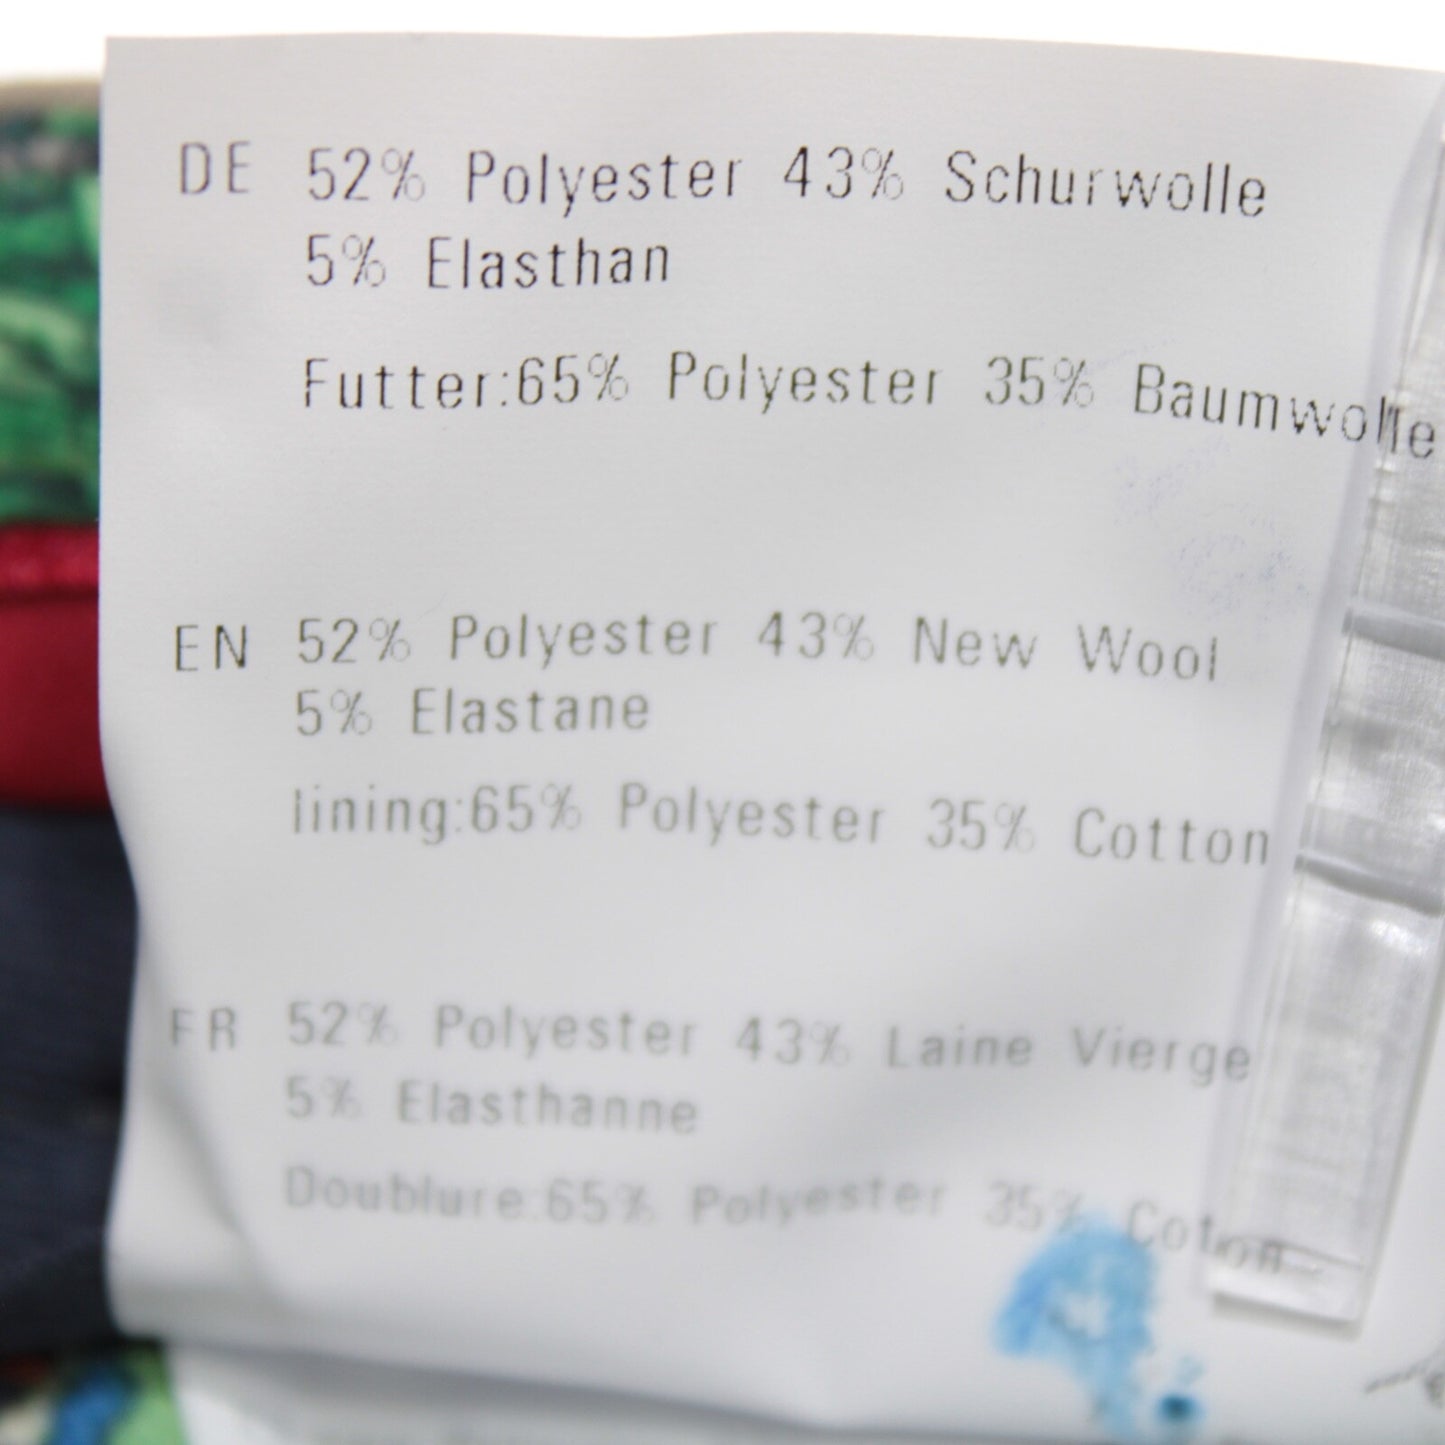 DE 52% Polyester 43% Schurwolle
5% Elasthan
Futter:65% Polyester 35% Baumwolle
EN 52% Polyester 43% New Wool
5% Elastane
lining:65% Polyester 35% Cotton
FR 52% Polyester 43% Laine Vierge
5% Elasthanne
Doublure:65% Polyester 35% Coton